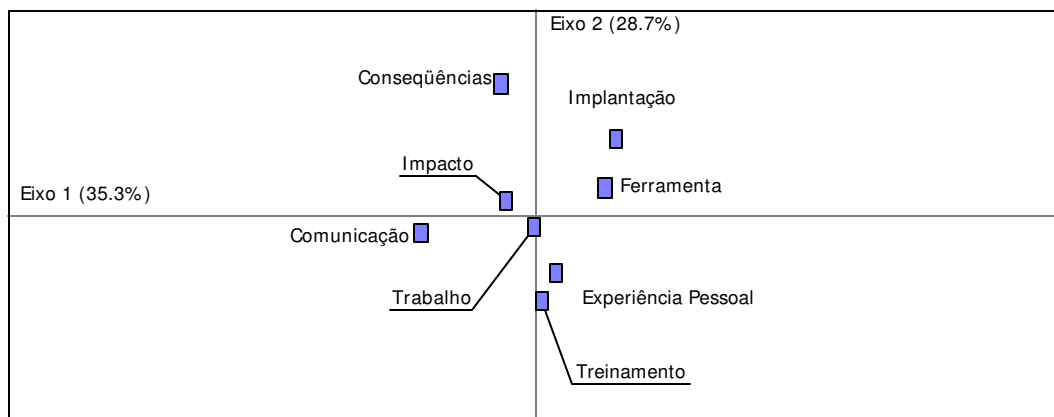 Eixo 2 (28.7%)
Conseqüências
Implantação
Impacto
Ferramenta
Eixo 1 (35.3%)
Comunicação
Trabalho
Experiência Pessoal
Treinamento